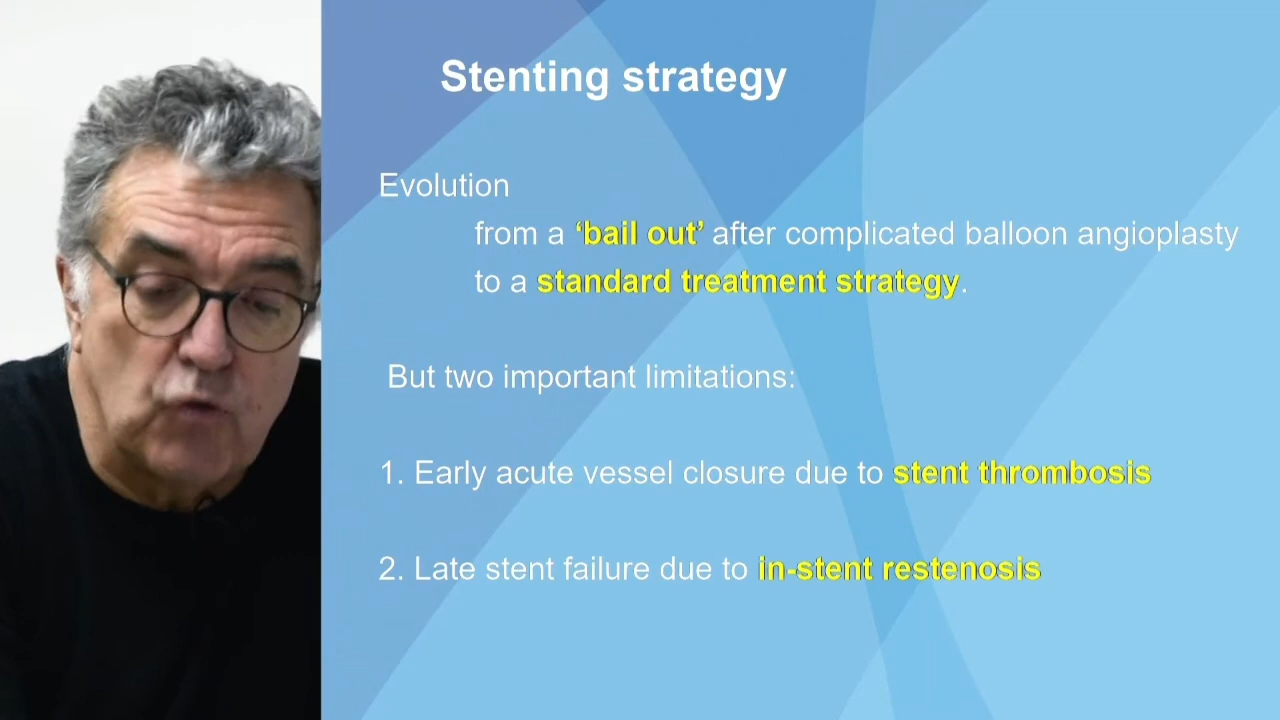 Stenting strategy
Evolution
from a ‘bail out’ after complicated balloon angioplasty
to a standard treatment strategy.
But two important limitations:
1. Early acute vessel closure due to stent thrombosis
2. Late stent failure due to in-stent restenosis